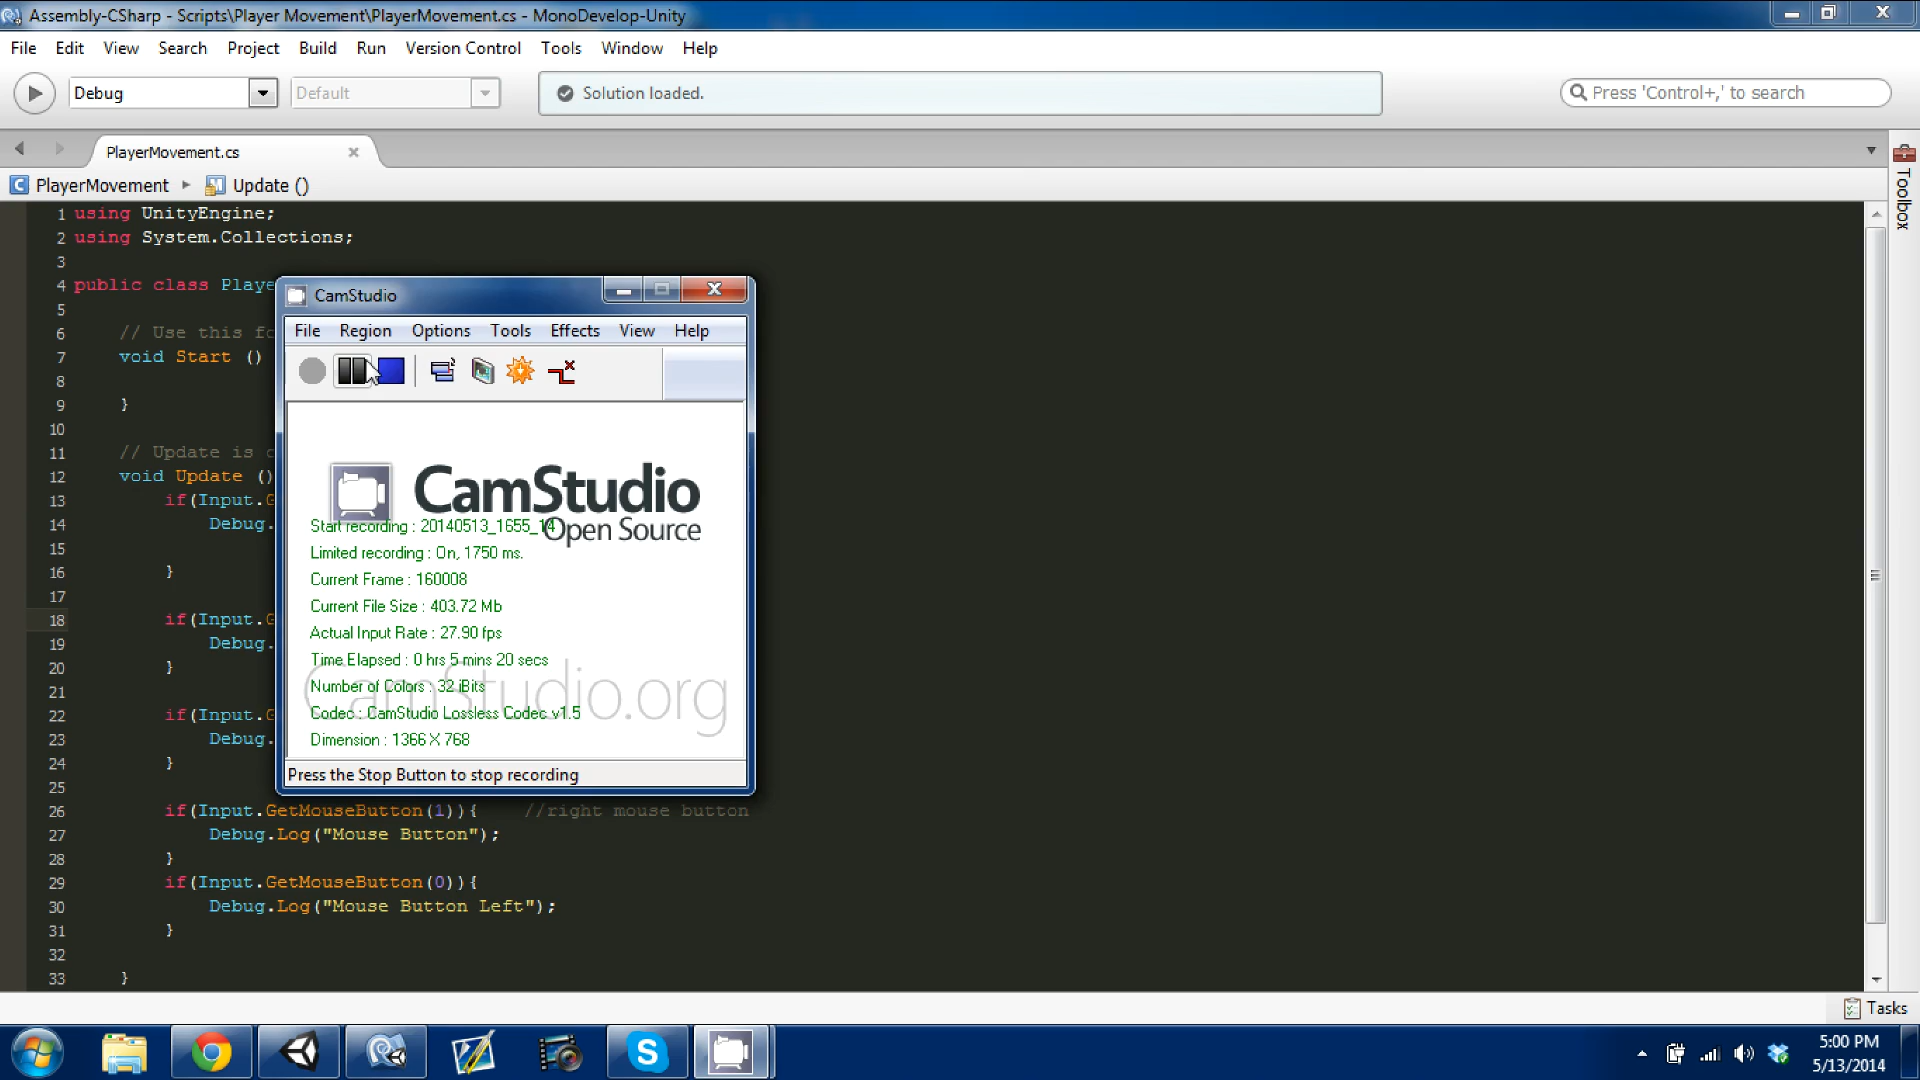 Assembly-CSharp - Scripts\Player Movement\PlayerMovement.cs - MonoDevelop-Unity
File Edit View Search Project Build Run Version Control Tools Window Help
Debug Default Solution loaded. Press 'Control+,' to search
PlayerMovement.cs
PlayerMovement Update ()
Toolbox
1 using UnityEngine;
2 using System.Collections;
3
4 public class Playe
5
6 // Use this fo
7 void Start ()
8
9 }
10
11 // Update is c
12 void Update ()
13 if(Input.G
14 Debug.
15
16 }
17
18 if(Input.G
19 Debug.
20 }
21
22 if(Input.G
23 Debug.
24 }
25
26 if(Input.GetMouseButton(1)){ //right mouse button
27 Debug.Log("Mouse Button");
28 }
29 if(Input.GetMouseButton(0)){
30 Debug.Log("Mouse Button Left");
31 }
32
33 }
CamStudio
File Region Options Tools Effects View Help
CamStudio
Open Source
Start recording : 20140513_1655_14
Limited recording : On, 1750 ms.
Current Frame : 160008
Current File Size : 403.72 Mb
Actual Input Rate : 27.90 fps
Time Elapsed : 0 hrs 5 mins 20 secs
CamStudio.org
Number of Colors : 32 iBits
Codec : CamStudio Lossless Codec v1.5
Dimension : 1366 X 768
Press the Stop Button to stop recording
Tasks
5:00 PM
5/13/2014